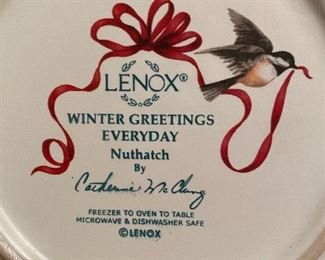 LENOX®
WINTER GREETINGS
EVERYDAY
Nuthatch
By
Catherine McClung
FREEZER TO OVEN TO TABLE
MICROWAVE & DISHWASHER SAFE
©LENOX